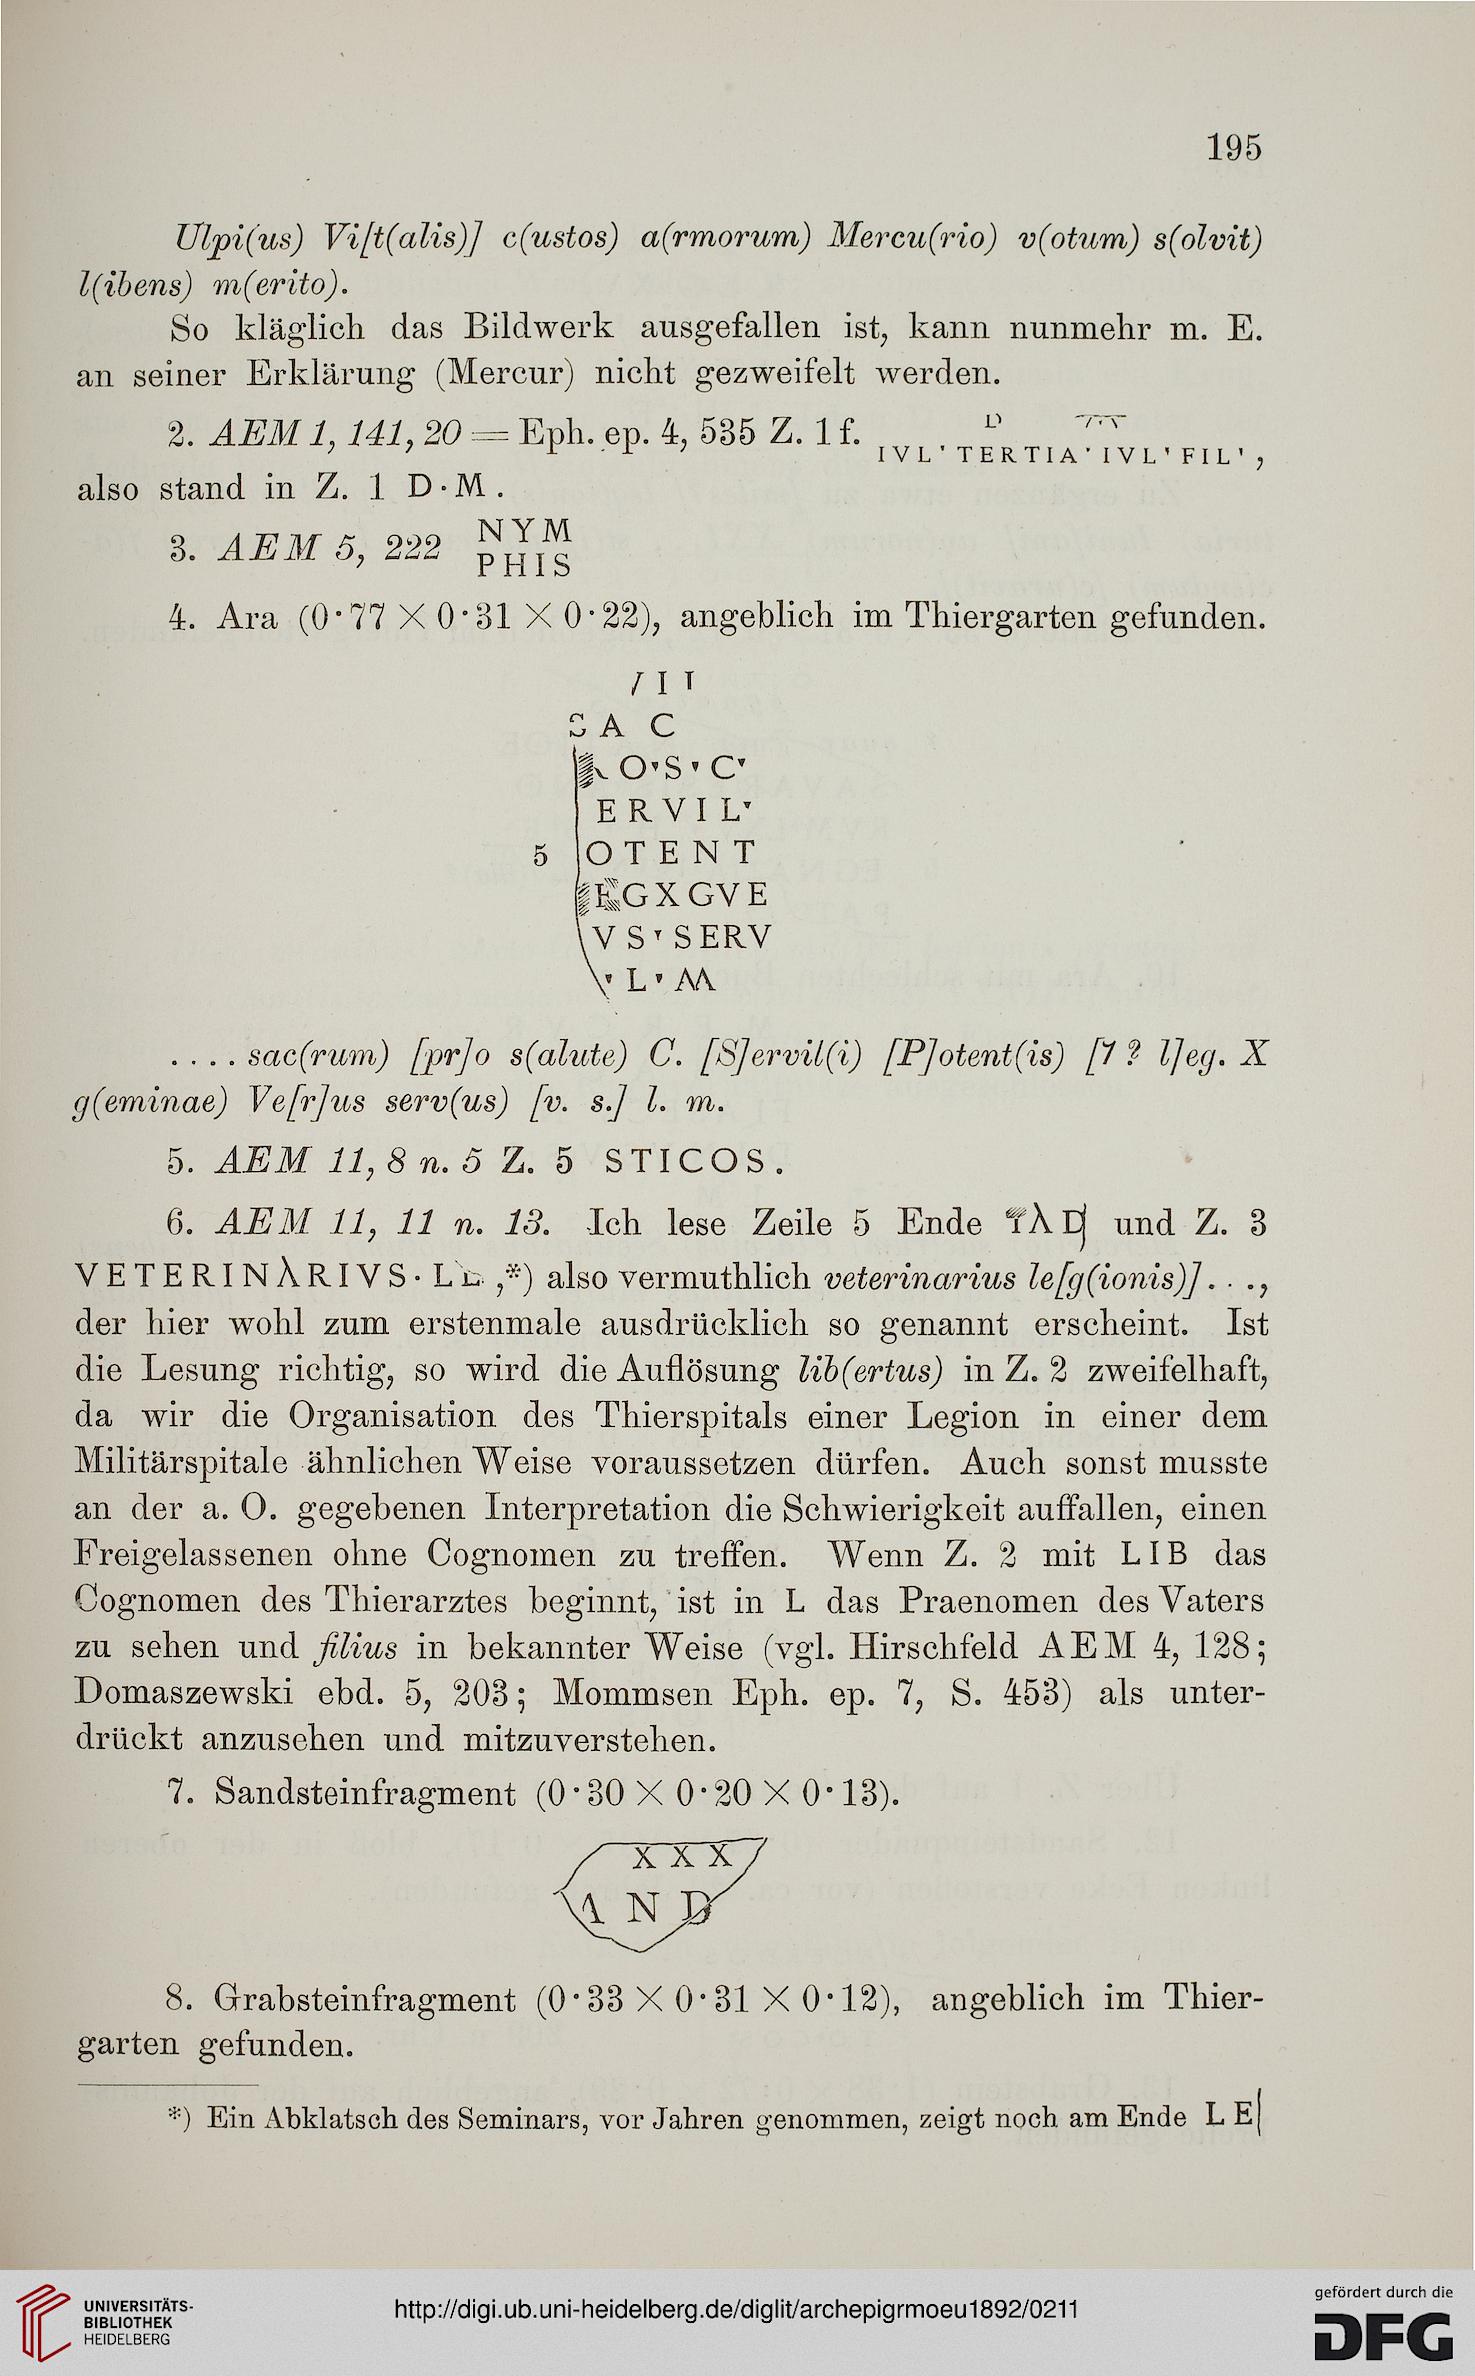 195
Ulpi(us) Vi[t(alis)] c(ustos) a(rmorum) Mercu(rio) v(otum) s(olvit)
l(ibens) m(erito).
So kläglich das Bildwerk ausgefallen ist, kann nunmehr m. E.
an seiner Erklärung (Mercur) nicht gezweifelt werden.
2. AEM 1, 141, 20 = Eph. ep. 4, 535 Z. 1 f.
IVL ' TERTIA ' IVL ' FIL ' ,
also stand in Z. 1 D · M .
3. AEM 5, 222 NYM
PHIS
4. Ara (0·77 × 0·31 × 0·22), angeblich im Thiergarten gefunden.
/ I I
S A C
O ' S ' C '
E R V I L '
5 O T E N T
E G X G V E
V S ' S E R V
' L ' M
. . . . sac(rum) [pr]o s(alute) C. [S]ervil(i) [P]otent(is) [7 ? l]eg. X
g(eminae) Ve[r]us serv(us) [v. s.] l. m.
5. AEM 11, 8 n. 5 Z. 5 STICOS.
6. AEM 11, 11 n. 13. Ich lese Zeile 5 Ende und Z. 3
VETERINARIVS · L ,*) also vermuthlich veterinarius le[g(ionis)] . . .,
der hier wohl zum erstenmale ausdrücklich so genannt erscheint. Ist
die Lesung richtig, so wird die Auflösung lib(ertus) in Z. 2 zweifelhaft,
da wir die Organisation des Thierspitals einer Legion in einer dem
Militärspitale ähnlichen Weise voraussetzen dürfen. Auch sonst musste
an der a. O. gegebenen Interpretation die Schwierigkeit auffallen, einen
Freigelassenen ohne Cognomen zu treffen. Wenn Z. 2 mit LIB das
Cognomen des Thierarztes beginnt, ist in L das Praenomen des Vaters
zu sehen und filius in bekannter Weise (vgl. Hirschfeld AEM 4, 128;
Domaszewski ebd. 5, 203; Mommsen Eph. ep. 7, S. 453) als unter-
drückt anzusehen und mitzuverstehen.
7. Sandsteinfragment (0·30 × 0·20 × 0·13).
X X X
A N D
8. Grabsteinfragment (0·33 × 0·31 × 0·12), angeblich im Thier-
garten gefunden.
*) Ein Abklatsch des Seminars, vor Jahren genommen, zeigt noch am Ende L E|
UNIVERSITÄTS-
BIBLIOTHEK
HEIDELBERG
http://digi.ub.uni-heidelberg.de/diglit/archepigrmoeu1892/0211
gefördert durch die
DFG